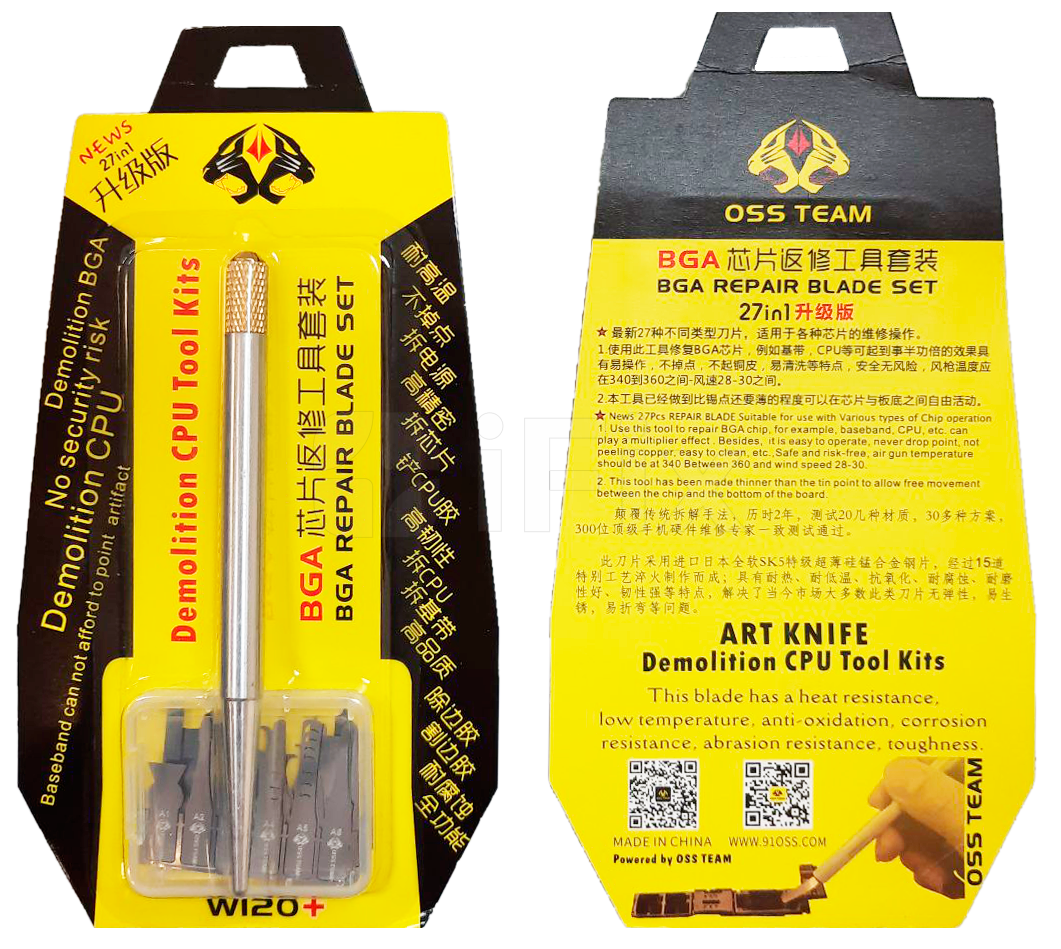 NEWS
27in1
升级版
Demolition BGA
No security risk
Demolition CPU
Baseband can not afford to point artifact
Demolition CPU Tool Kits
BGA 芯片返修工具套装
BGA REPAIR BLADE SET
耐高温
不掉点
拆电源
高精密
拆芯片
铲CPU胶
高韧性
拆CPU
拆基带
高品质
除边胶
割边胶
耐腐蚀
全功能
W120+
OSS TEAM
BGA 芯片返修工具套装
BGA REPAIR BLADE SET
27in1升级版
★ 最新27种不同类型刀片，适用于各种芯片的维修操作。
1.使用此工具修复BGA芯片，例如基带，CPU等可起到事半功倍的效果具
有易操作，不掉点，不起铜皮，易清洗等特点，安全无风险，风枪温度应
在340到360之间-风速28-30之间。
2.本工具已经做到比锡点还要薄的程度可以在芯片与板底之间自由活动。
★ News 27Pcs REPAIR BLADE Suitable for use with Various types of Chip operation
1. Use this tool to repair BGA chip, for example, baseband, CPU, etc. can
play a multiplier effect . Besides, it is easy to operate, never drop point, not
peeling copper, easy to clean, etc.,Safe and risk-free, air gun temperature
should be at 340 Between 360 and wind speed 28-30.
2. This tool has been made thinner than the tin point to allow free movement
between the chip and the bottom of the board.
颠覆传统拆解手法，历时2年，测试20几种材质，30多种方案，
300位顶级手机硬件维修专家一致测试通过。
此刀片采用进口日本全软SK5特级超薄硅锰合金钢片，经过15道
特别工艺淬火制作而成；具有耐热、耐低温、抗氧化、耐腐蚀、耐磨
性好、韧性强等特点，解决了当今市场大多数此类刀片无弹性，易生
锈，易折弯等问题。
ART KNIFE
Demolition CPU Tool Kits
This blade has a heat resistance,
low temperature, anti-oxidation, corrosion
resistance, abrasion resistance, toughness.
MADE IN CHINA
WWW.91OSS.COM
Powered by OSS TEAM
OSS TEAM